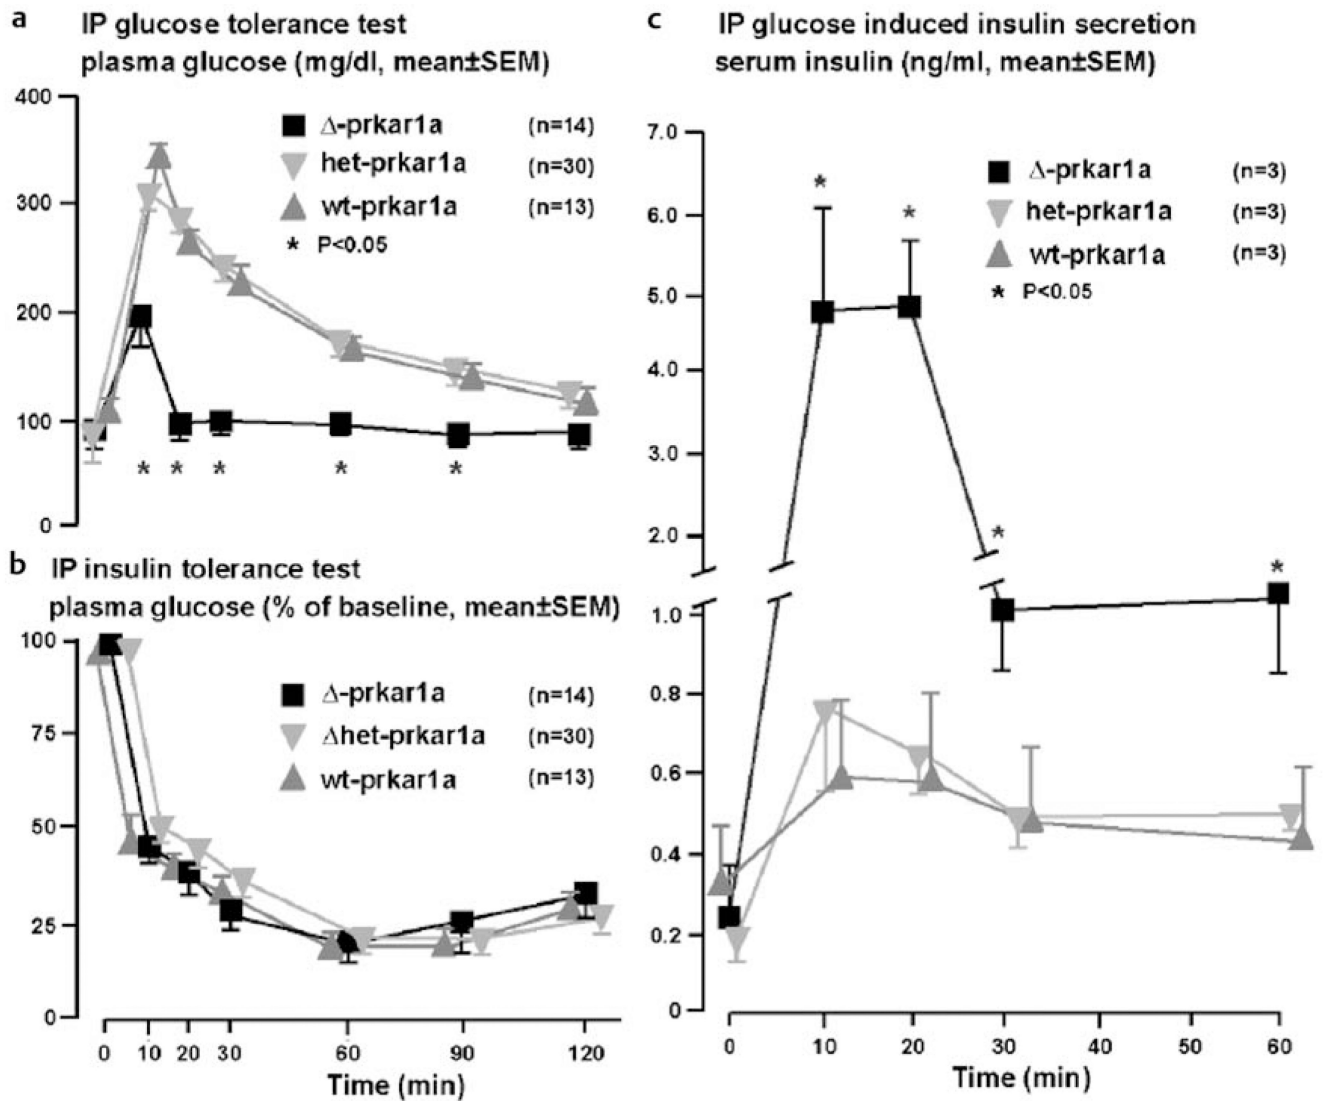 a IP glucose tolerance test
plasma glucose (mg/dl, mean±SEM)
400
300
200
100
0
Δ-prkar1a (n=14)
het-prkar1a (n=30)
wt-prkar1a (n=13)
* P<0.05
* * * * *
b IP insulin tolerance test
plasma glucose (% of baseline, mean±SEM)
100
75
50
25
0
Δ-prkar1a (n=14)
Δhet-prkar1a (n=30)
wt-prkar1a (n=13)
0 10 20 30 60 90 120
Time (min)
c IP glucose induced insulin secretion
serum insulin (ng/ml, mean±SEM)
7.0
6.0
5.0
4.0
3.0
2.0
1.0
0.8
0.6
0.4
0.2
0
Δ-prkar1a (n=3)
het-prkar1a (n=3)
wt-prkar1a (n=3)
* P<0.05
* * * *
0 10 20 30 40 50 60
Time (min)